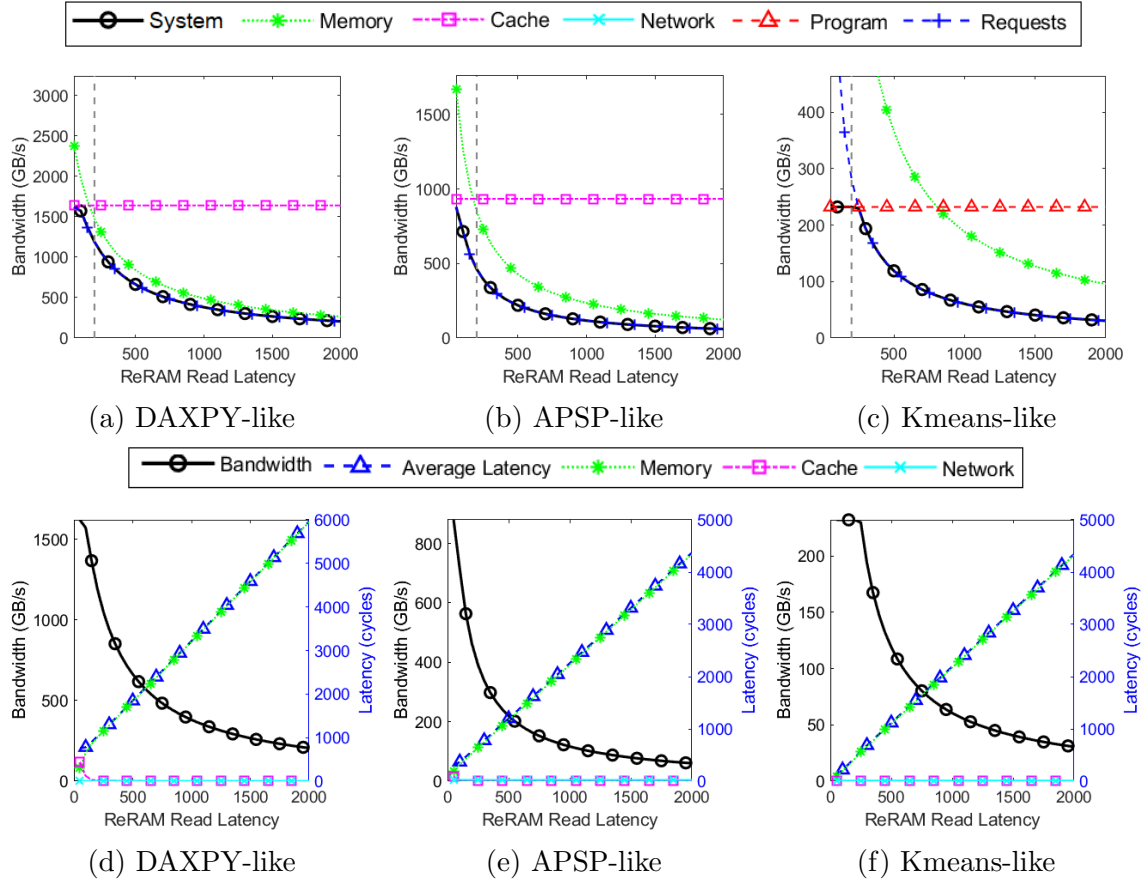 System Memory Cache Network Program Requests
3000
2500
2000
1500
1000
500
0
Bandwidth (GB/s)
500 1000 1500 2000
ReRAM Read Latency
(a) DAXPY-like
1500
1000
500
0
Bandwidth (GB/s)
500 1000 1500 2000
ReRAM Read Latency
(b) APSP-like
400
300
200
100
0
Bandwidth (GB/s)
500 1000 1500 2000
ReRAM Read Latency
(c) Kmeans-like
Bandwidth Average Latency Memory Cache Network
1500
1000
500
0
Bandwidth (GB/s)
6000
5000
4000
3000
2000
1000
0
Latency (cycles)
0 500 1000 1500 2000
ReRAM Read Latency
(d) DAXPY-like
800
600
400
200
0
Bandwidth (GB/s)
5000
4000
3000
2000
1000
0
Latency (cycles)
0 500 1000 1500 2000
ReRAM Read Latency
(e) APSP-like
200
150
100
50
0
Bandwidth (GB/s)
5000
4000
3000
2000
1000
0
Latency (cycles)
0 500 1000 1500 2000
ReRAM Read Latency
(f) Kmeans-like